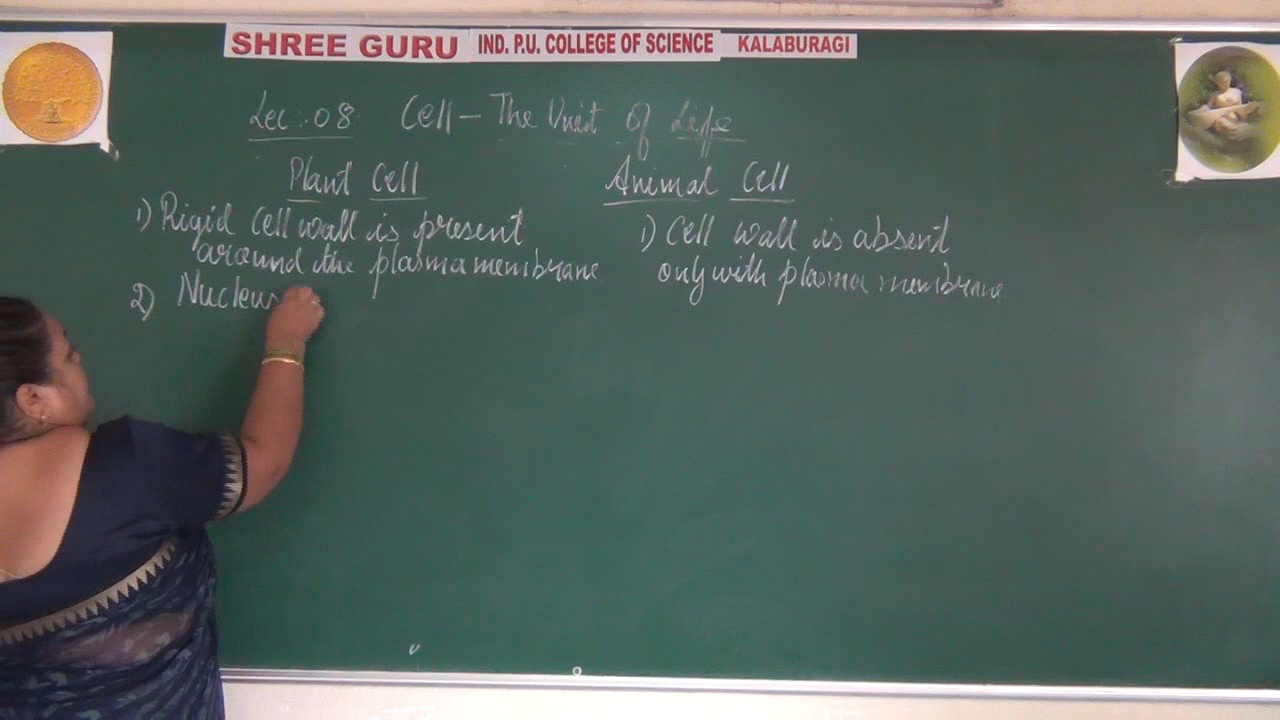 SHREE GURU IND. P.U. COLLEGE OF SCIENCE KALABURAGI
Lec:-08 Cell - The Unit of Life
Plant Cell
1) Rigid Cell wall is present
around the plasma membrane
2) Nucleus
Animal Cell
1) Cell wall is absent
only with plasma membrane